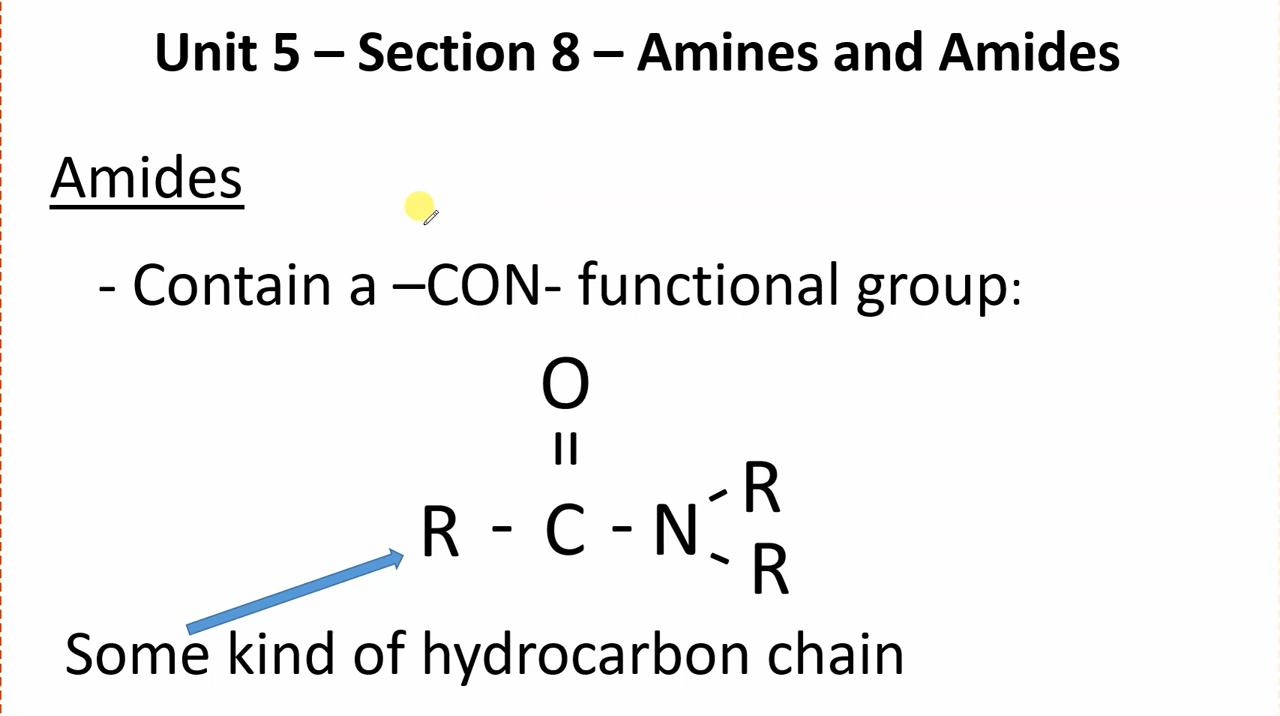 Unit 5 – Section 8 – Amines and Amides
Amides
- Contain a –CON- functional group:
O
=
R
R - C - N
R
Some kind of hydrocarbon chain